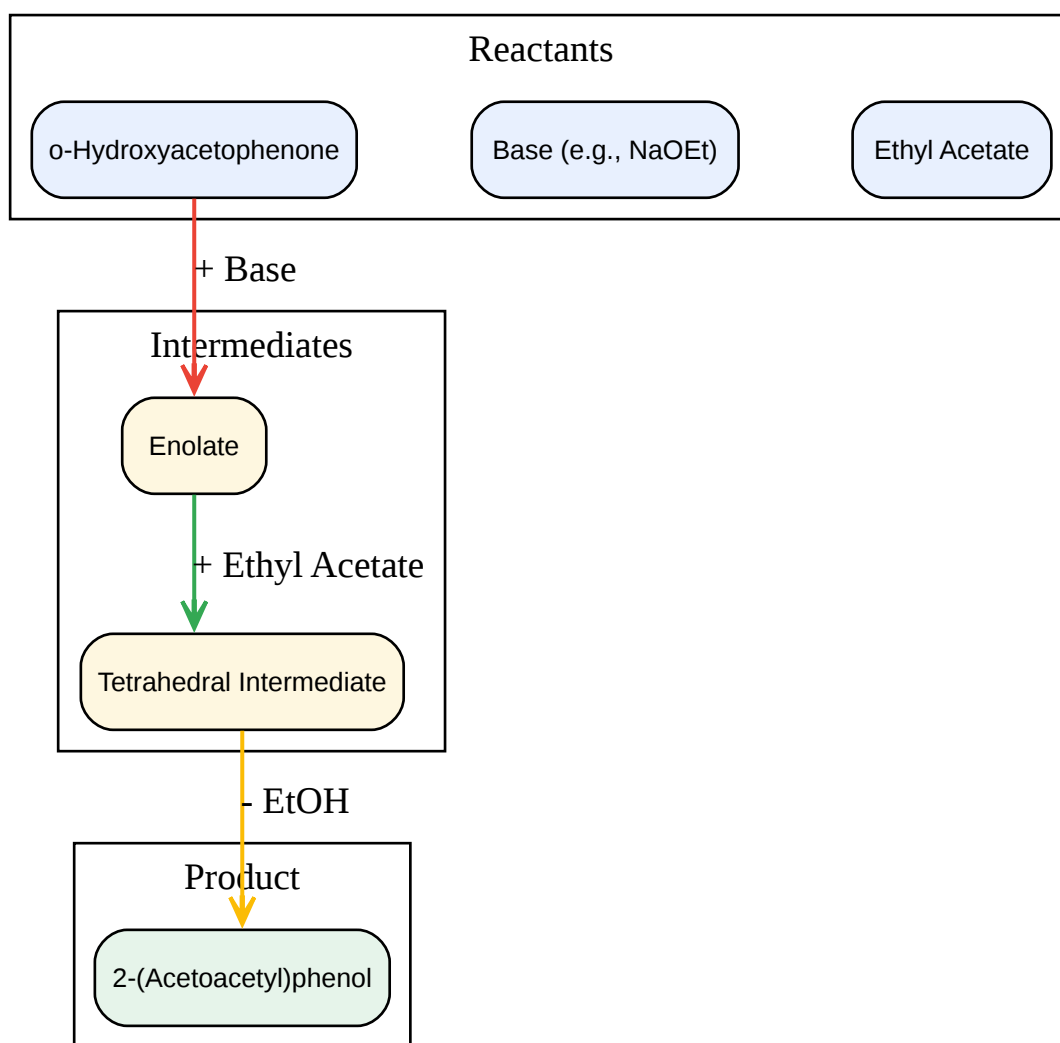 Reactants
o-Hydroxyacetophenone
Base (e.g., NaOEt)
Ethyl Acetate
+ Base
Intermediates
Enolate
+ Ethyl Acetate
Tetrahedral Intermediate
- EtOH
Product
2-(Acetoacetyl)phenol